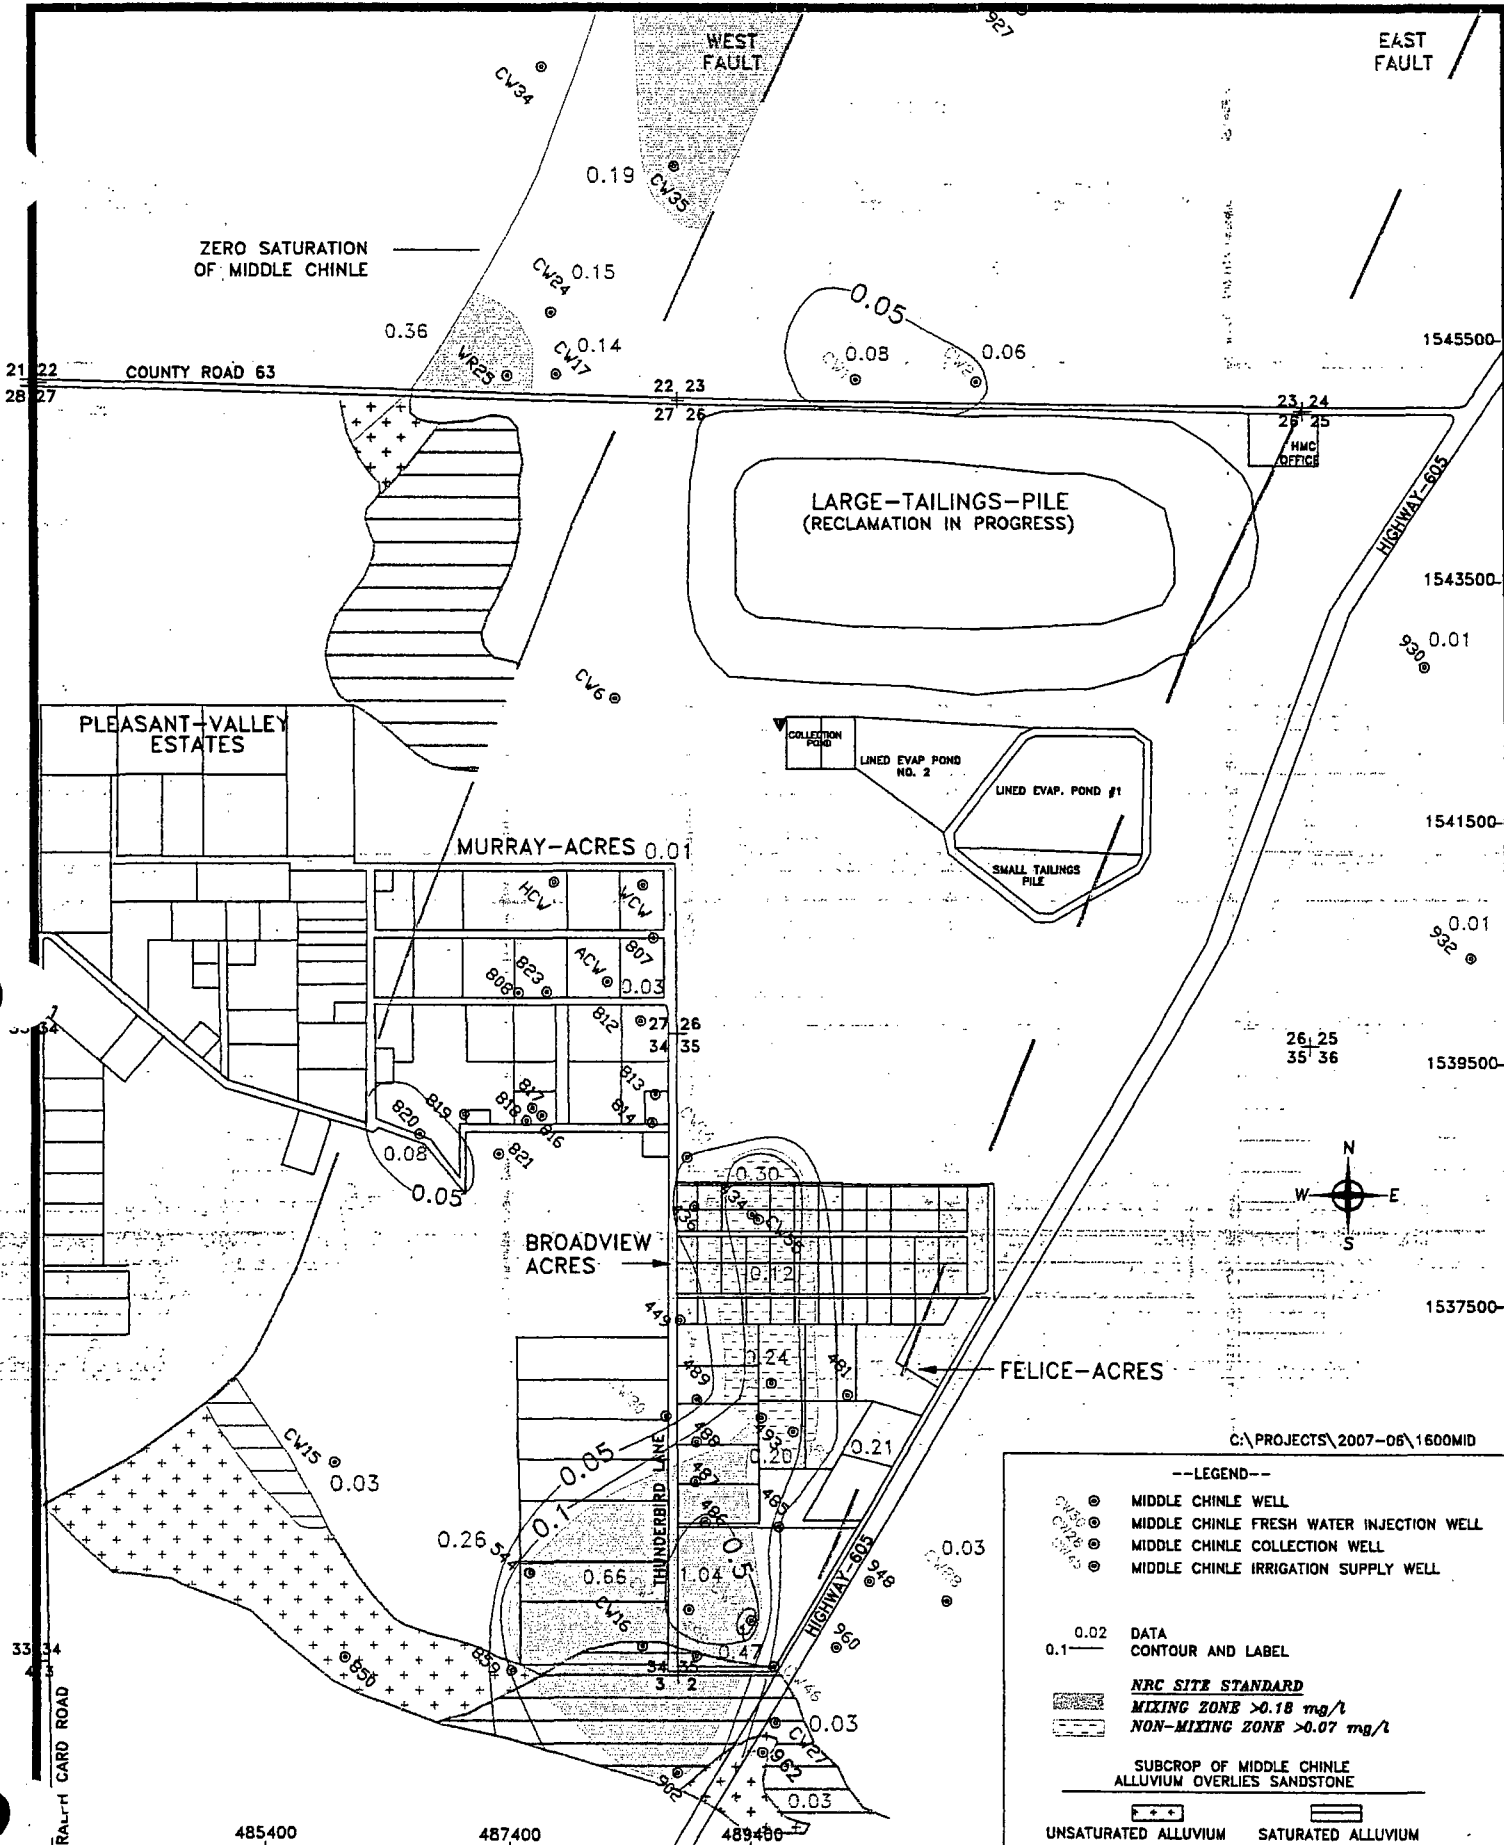 927
WEST
FAULT
EAST
FAULT
CW34
0.19
CW35
ZERO SATURATION
OF MIDDLE CHINLE
CW24
0.15
0.05
0.36
WR25
0.14
CW17
0.08
CW1
0.06
CW2
1545500
21 22
28 27
COUNTY ROAD 63
22 23
27 26
23 24
26 25
HMC
OFFICE
LARGE-TAILINGS-PILE
(RECLAMATION IN PROGRESS)
HIGHWAY-605
1543500
930
0.01
CW6
PLEASANT-VALLEY
ESTATES
COLLECTION
POND
LINED EVAP POND
NO. 2
LINED EVAP. POND #1
SMALL TAILINGS
PILE
1541500
MURRAY-ACRES
0.01
HCW
WCW
807
0.01
932
808
823
ACW
0.03
812
27 26
34 35
26 25
35 36
1539500
813
814
820
819
817
818
816
821
0.08
0.05
0.30
434
BROADVIEW
ACRES
0.12
449
N
W
E
S
1537500
0.24
489
481
FELICE-ACRES
CW15
0.03
488
493
0.20
0.21
487
THUNDERBIRD LANE
0.05
0.1
486
485
0.5
0.26
544
0.66
1.04
CW16
0.47
HIGHWAY-605
948
0.03
960
859
850
33 34
34 35
3 2
CW45
0.03
CW27
962
902
0.03
RALPH CARD ROAD
485400
487400
489400
C:\PROJECTS\2007-06\1600MID
--LEGEND--
MIDDLE CHINLE WELL
MIDDLE CHINLE FRESH WATER INJECTION WELL
MIDDLE CHINLE COLLECTION WELL
MIDDLE CHINLE IRRIGATION SUPPLY WELL
0.02 DATA
0.1 CONTOUR AND LABEL
NRC SITE STANDARD
MIXING ZONE >0.18 mg/l
NON-MIXING ZONE >0.07 mg/l
SUBCROP OF MIDDLE CHINLE
ALLUVIUM OVERLIES SANDSTONE
UNSATURATED ALLUVIUM
SATURATED ALLUVIUM